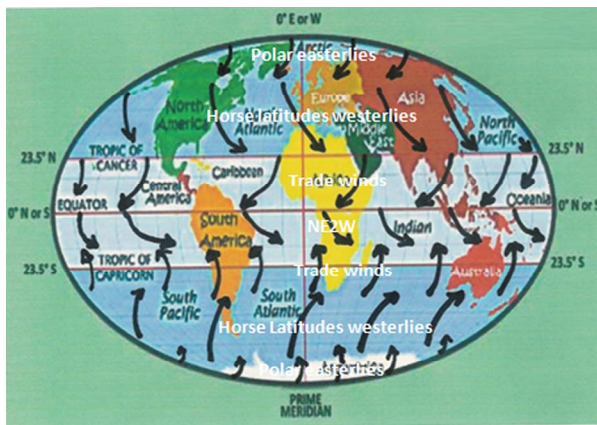 0° E or W
Arctic
Polar easterlies
North
America
Europe
Asia
Horse Latitudes westerlies
North
Atlantic
Middle
East
North
Pacific
23.5° N
TROPIC OF
CANCER
23.5° N
Caribbean
Africa
Trade winds
Central
America
EQUATOR
Oceania
0° N or S
0° N or S
South
America
NE2W
Indian
TROPIC OF
CAPRICORN
23.5° S
Trade winds
Australia
23.5° S
South
Pacific
South
Atlantic
Horse Latitudes westerlies
Polar easterlies
PRIME
MERIDIAN